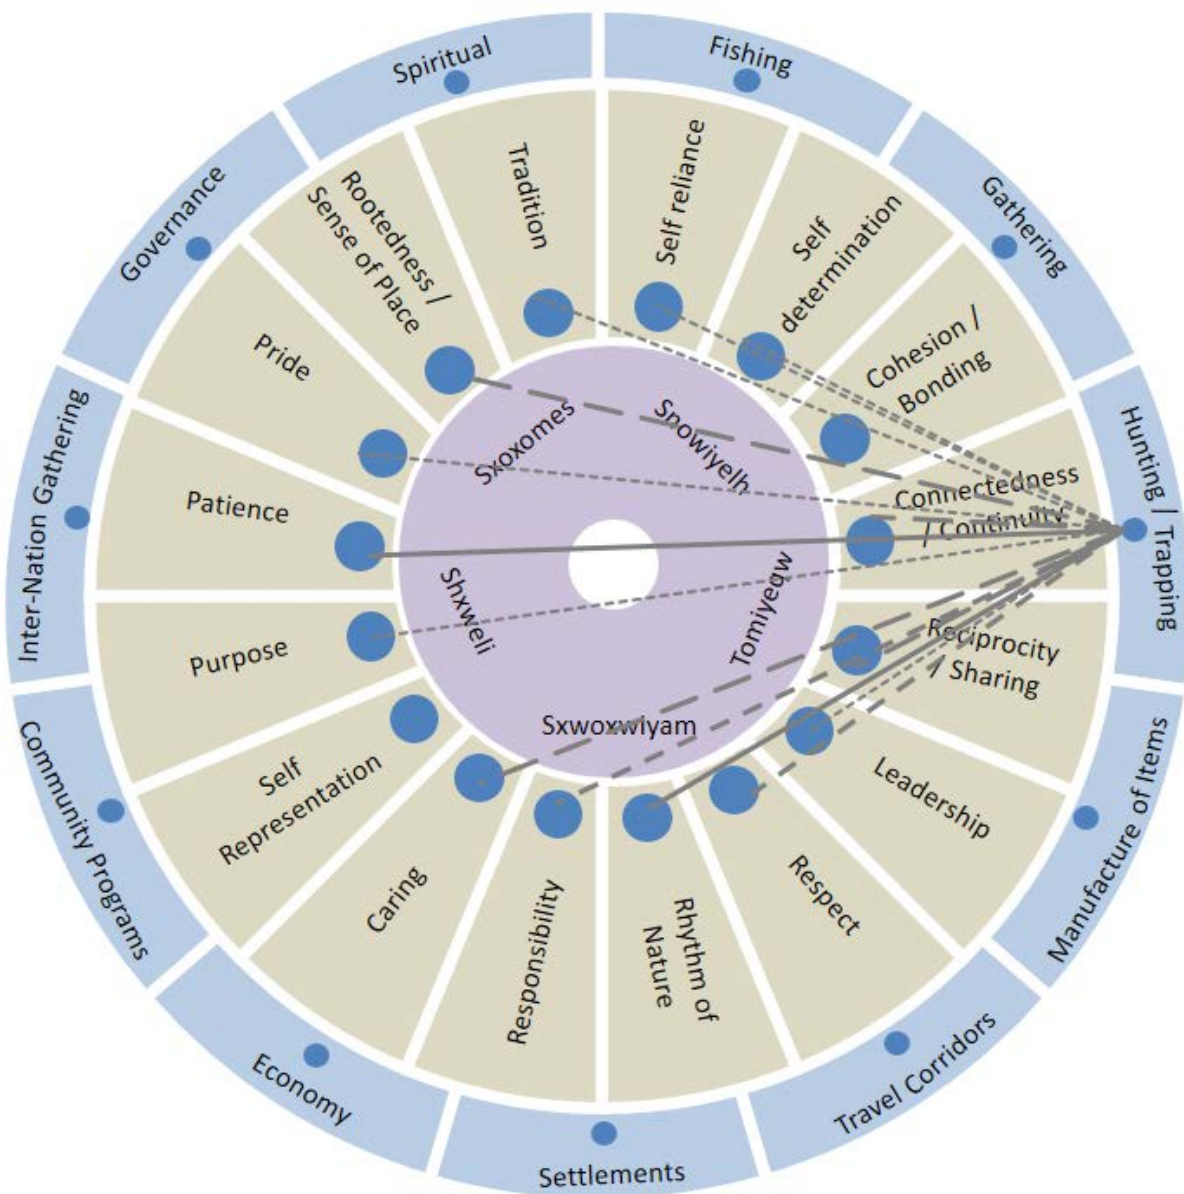 Spiritual
Fishing
Gathering
Hunting / Trapping
Manufacture of Items
Travel Corridors
Settlements
Economy
Community Programs
Inter-Nation Gathering
Governance
Tradition
Self reliance
Self
determination
Cohesion /
Bonding
Connectedness
/ Continuity
Reciprocity
/ Sharing
Leadership
Respect
Rhythm of
Nature
Responsibility
Caring
Self
Representation
Purpose
Patience
Pride
Rootedness /
Sense of Place
Sxoxomes
Snowiyelh
Tomiyeqw
Sxwoxwiyam
Shxweli